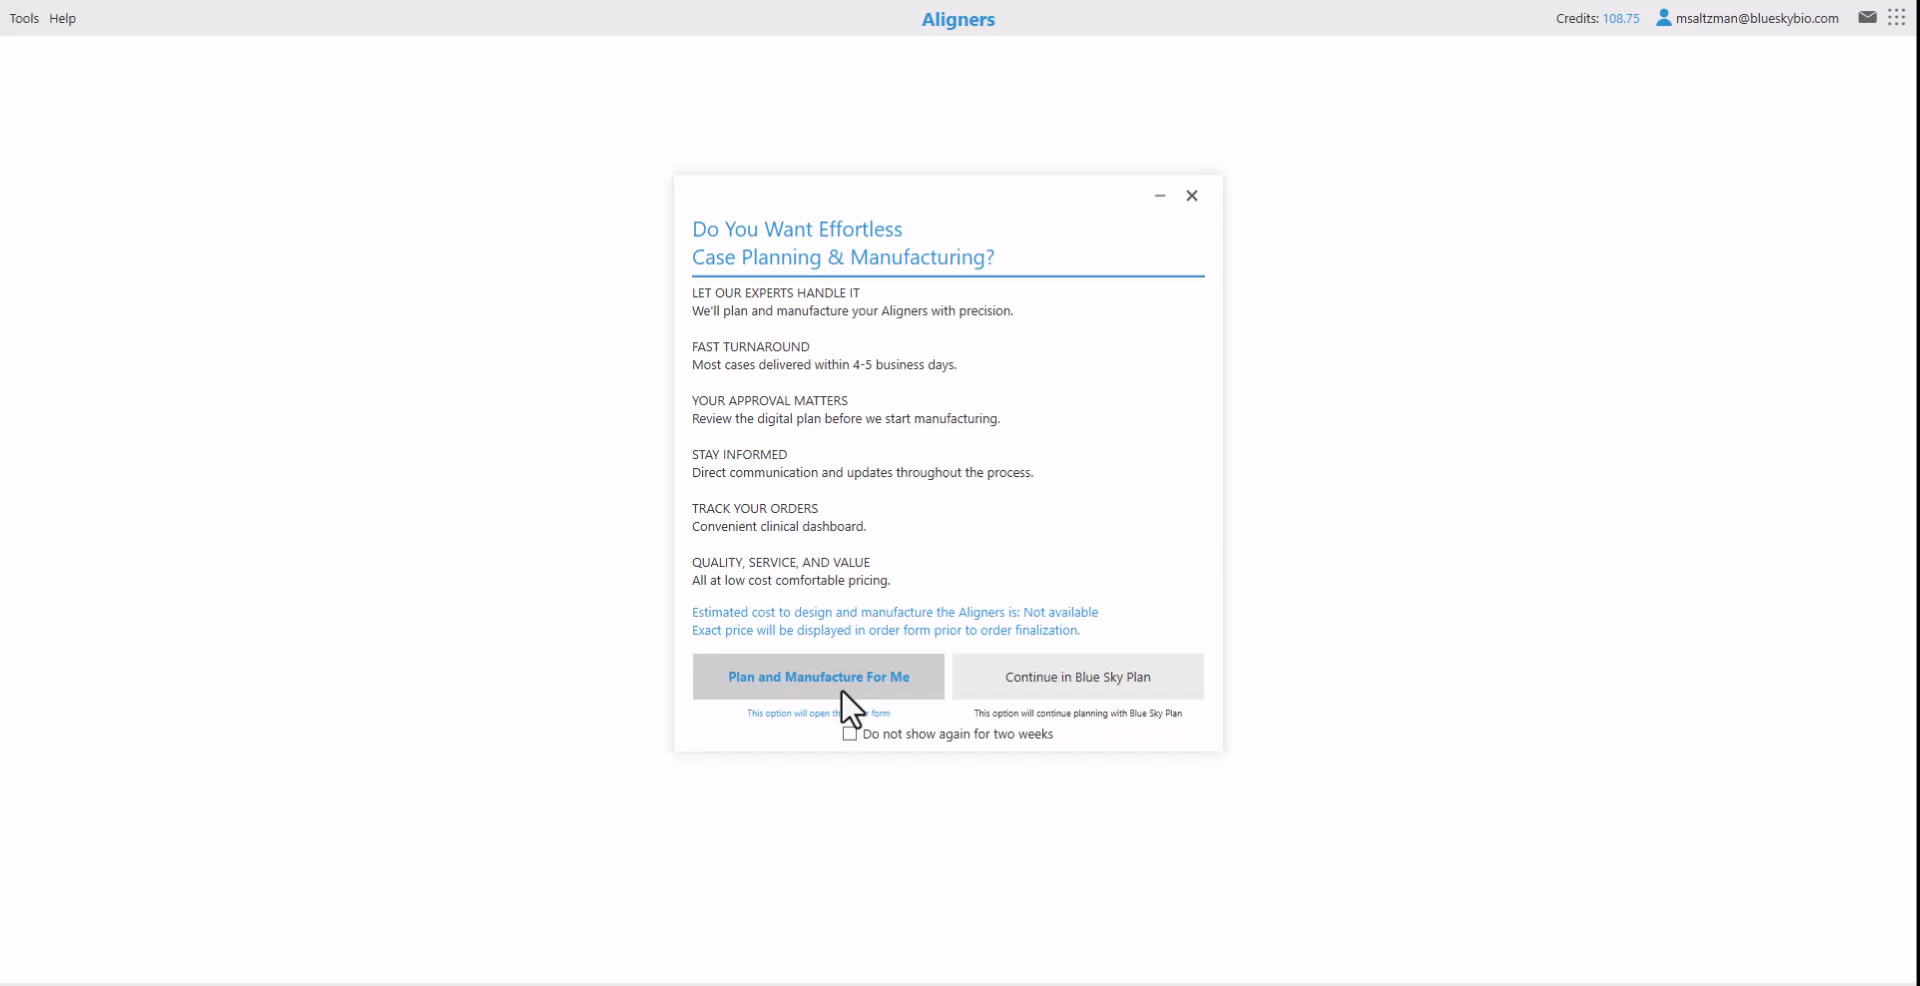 Tools Help
Aligners
Credits: 108.75 msaltzman@blueskybio.com
Do You Want Effortless
Case Planning & Manufacturing?
LET OUR EXPERTS HANDLE IT
We'll plan and manufacture your Aligners with precision.
FAST TURNAROUND
Most cases delivered within 4-5 business days.
YOUR APPROVAL MATTERS
Review the digital plan before we start manufacturing.
STAY INFORMED
Direct communication and updates throughout the process.
TRACK YOUR ORDERS
Convenient clinical dashboard.
QUALITY, SERVICE, AND VALUE
All at low cost comfortable pricing.
Estimated cost to design and manufacture the Aligners is: Not available
Exact price will be displayed in order form prior to order finalization.
Plan and Manufacture For Me
Continue in Blue Sky Plan
This option will open form
This option will continue planning with Blue Sky Plan
Do not show again for two weeks